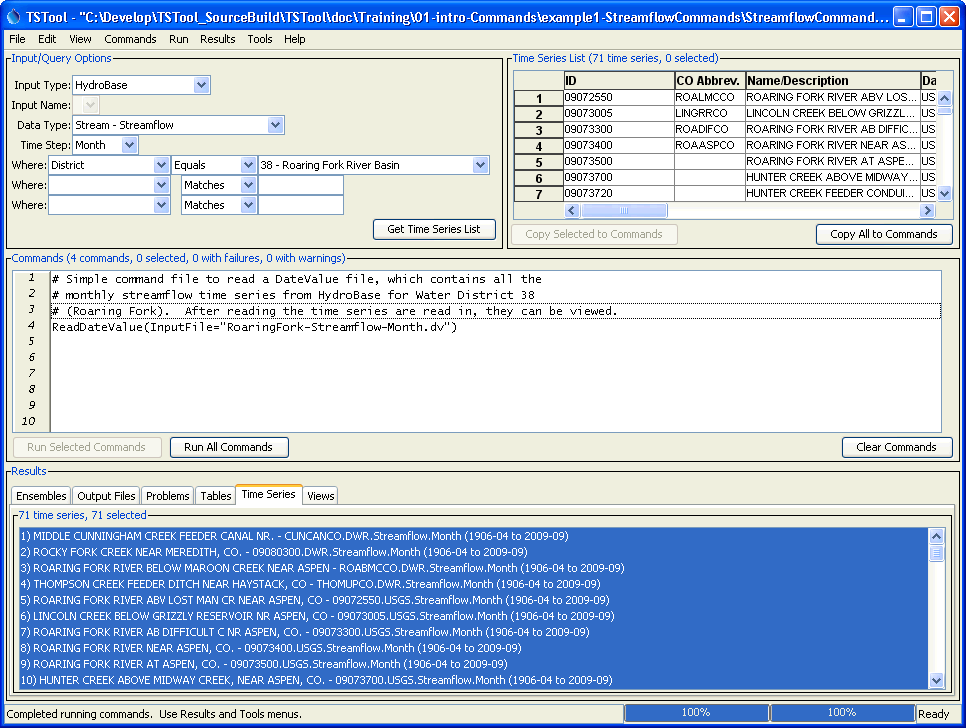 TSTool - "C:\Develop\TSTool_SourceBuild\TSTool\doc\Training\01-intro-Commands\example1-StreamflowCommands\StreamflowCommand...
File Edit View Commands Run Results Tools Help
Input/Query Options
Input Type: HydroBase
Input Name:
Data Type: Stream - Streamflow
Time Step: Month
Where: District Equals 38 - Roaring Fork River Basin
Where: Matches
Where: Matches
Get Time Series List
Time Series List (71 time series, 0 selected)
ID CO Abbrev. Name/Description Da
1 09072550 ROALMCCO ROARING FORK RIVER ABV LOS... US
2 09073005 LINGRRCO LINCOLN CREEK BELOW GRIZZL... US
3 09073300 ROADIFCO ROARING FORK RIVER AB DIFFIC... US
4 09073400 ROAASPCO ROARING FORK RIVER NEAR AS... US
5 09073500 ROARING FORK RIVER AT ASPE... US
6 09073700 HUNTER CREEK ABOVE MIDWAY... US
7 09073720 HUNTER CREEK FEEDER CONDUI... US
Copy Selected to Commands Copy All to Commands
Commands (4 commands, 0 selected, 0 with failures, 0 with warnings)
1 # Simple command file to read a DateValue file, which contains all the
2 # monthly streamflow time series from HydroBase for Water District 38
3 # (Roaring Fork).  After reading the time series are read in, they can be viewed.
4 ReadDateValue(InputFile="RoaringFork-Streamflow-Month.dv")
5
6
7
8
9
10
Run Selected Commands Run All Commands Clear Commands
Results
Ensembles Output Files Problems Tables Time Series Views
71 time series, 71 selected
1) MIDDLE CUNNINGHAM CREEK FEEDER CANAL NR. - CUNCANCO.DWR.Streamflow.Month (1906-04 to 2009-09)
2) ROCKY FORK CREEK NEAR MEREDITH, CO. - 09080300.DWR.Streamflow.Month (1906-04 to 2009-09)
3) ROARING FORK RIVER BELOW MAROON CREEK NEAR ASPEN - ROABMCCO.DWR.Streamflow.Month (1906-04 to 2009-09)
4) THOMPSON CREEK FEEDER DITCH NEAR HAYSTACK, CO - THOMUPCO.DWR.Streamflow.Month (1906-04 to 2009-09)
5) ROARING FORK RIVER ABV LOST MAN CR NEAR ASPEN, CO - 09072550.USGS.Streamflow.Month (1906-04 to 2009-09)
6) LINCOLN CREEK BELOW GRIZZLY RESERVOIR NR ASPEN, CO - 09073005.USGS.Streamflow.Month (1906-04 to 2009-09)
7) ROARING FORK RIVER AB DIFFICULT C NR ASPEN, CO. - 09073300.USGS.Streamflow.Month (1906-04 to 2009-09)
8) ROARING FORK RIVER NEAR ASPEN, CO. - 09073400.USGS.Streamflow.Month (1906-04 to 2009-09)
9) ROARING FORK RIVER AT ASPEN, CO. - 09073500.USGS.Streamflow.Month (1906-04 to 2009-09)
10) HUNTER CREEK ABOVE MIDWAY CREEK, NEAR ASPEN, CO. - 09073700.USGS.Streamflow.Month (1906-04 to 2009-09)
Completed running commands.  Use Results and Tools menus. 100% 100% Ready